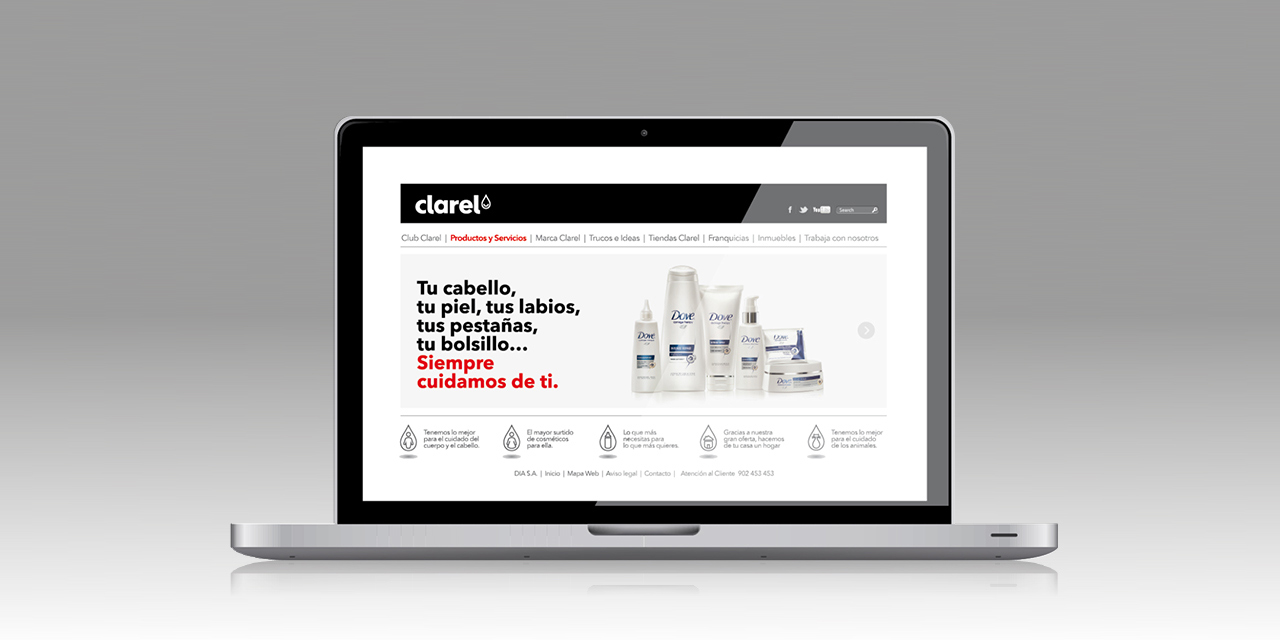 clarel
f
You
Search
Club Clarel | Productos y Servicios | Marca Clarel | Trucos e Ideas | Tiendas Clarel | Franquicias | Inmuebles | Trabaja con nosotros
Tu cabello,
tu piel, tus labios,
tus pestañas,
tu bolsillo...
Siempre
cuidamos de ti.
Dove
Dove
Dove
Dove
Dove
Dove
Tenemos lo mejor
para el cuidado del
cuerpo y el cabello.
El mayor surtido
de cosméticos
para ella.
Lo que más
necesitas para
lo que más quieres.
Gracias a nuestra
gran oferta, hacemos
de tu casa un hogar
Tenemos lo mejor
para el cuidado
de los animales.
DIA S.A. | Inicio | Mapa Web | Aviso legal | Contacto | Atención al Cliente 902 453 453